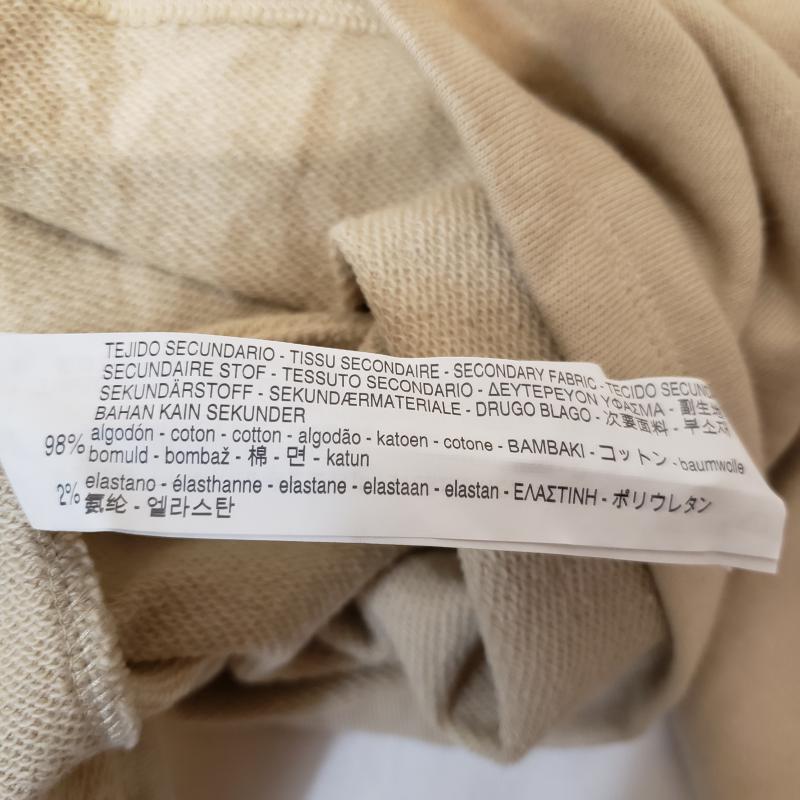 TEJIDO SECUNDARIO - TISSU SECONDAIRE - SECONDARY FABRIC - TECIDO SECUND
SECUNDAIRE STOF - TESSUTO SECONDARIO - ΔΕΥΤΕΡΕΥΟΝ ΥΦΑΣΜΑ - 副生地
SEKUNDÄRSTOFF - SEKUNDÆRMATERIALE - DRUGO BLAGO - 次要面料 - 부소재
BAHAN KAIN SEKUNDER
98% algodón - coton - cotton - algodão - katoen - cotone - ΒΑΜΒΑΚΙ - コットン - baumwolle
bomuld - bombaž - 棉 - 면 - katun
2% elastano - élasthanne - elastane - elastaan - elastan - ΕΛΑΣΤΙΝΗ - ポリウレタン
氨纶 - 엘라스탄